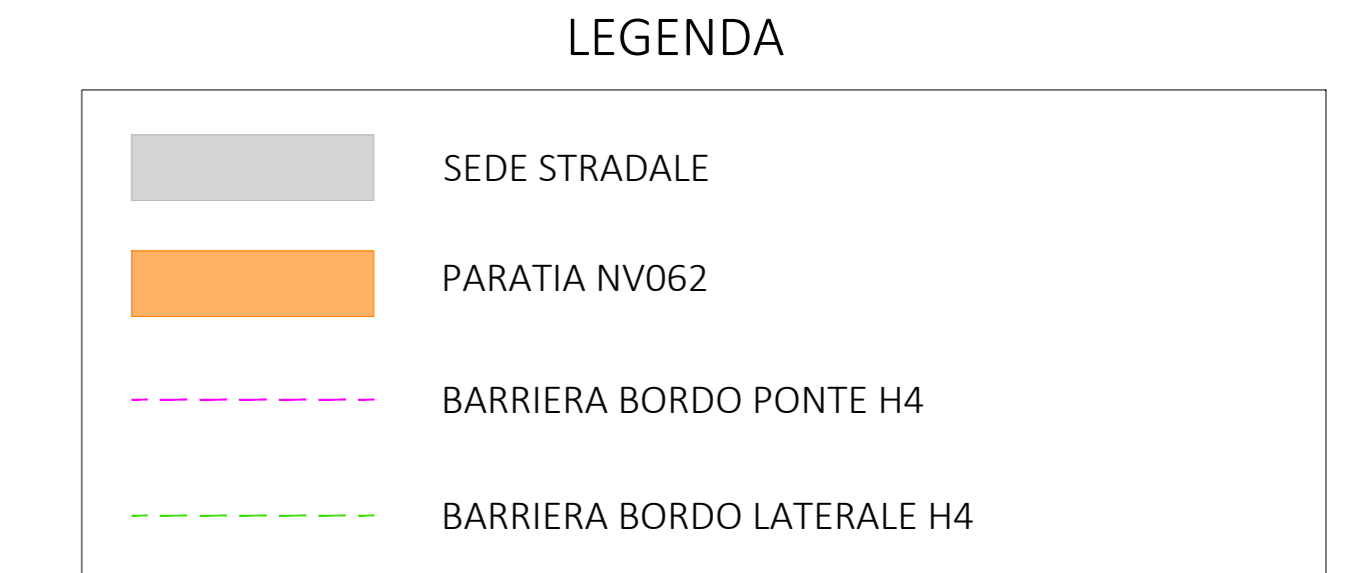 LEGENDA
SEDE STRADALE
PARATIA NV062
BARRIERA BORDO PONTE H4
BARRIERA BORDO LATERALE H4